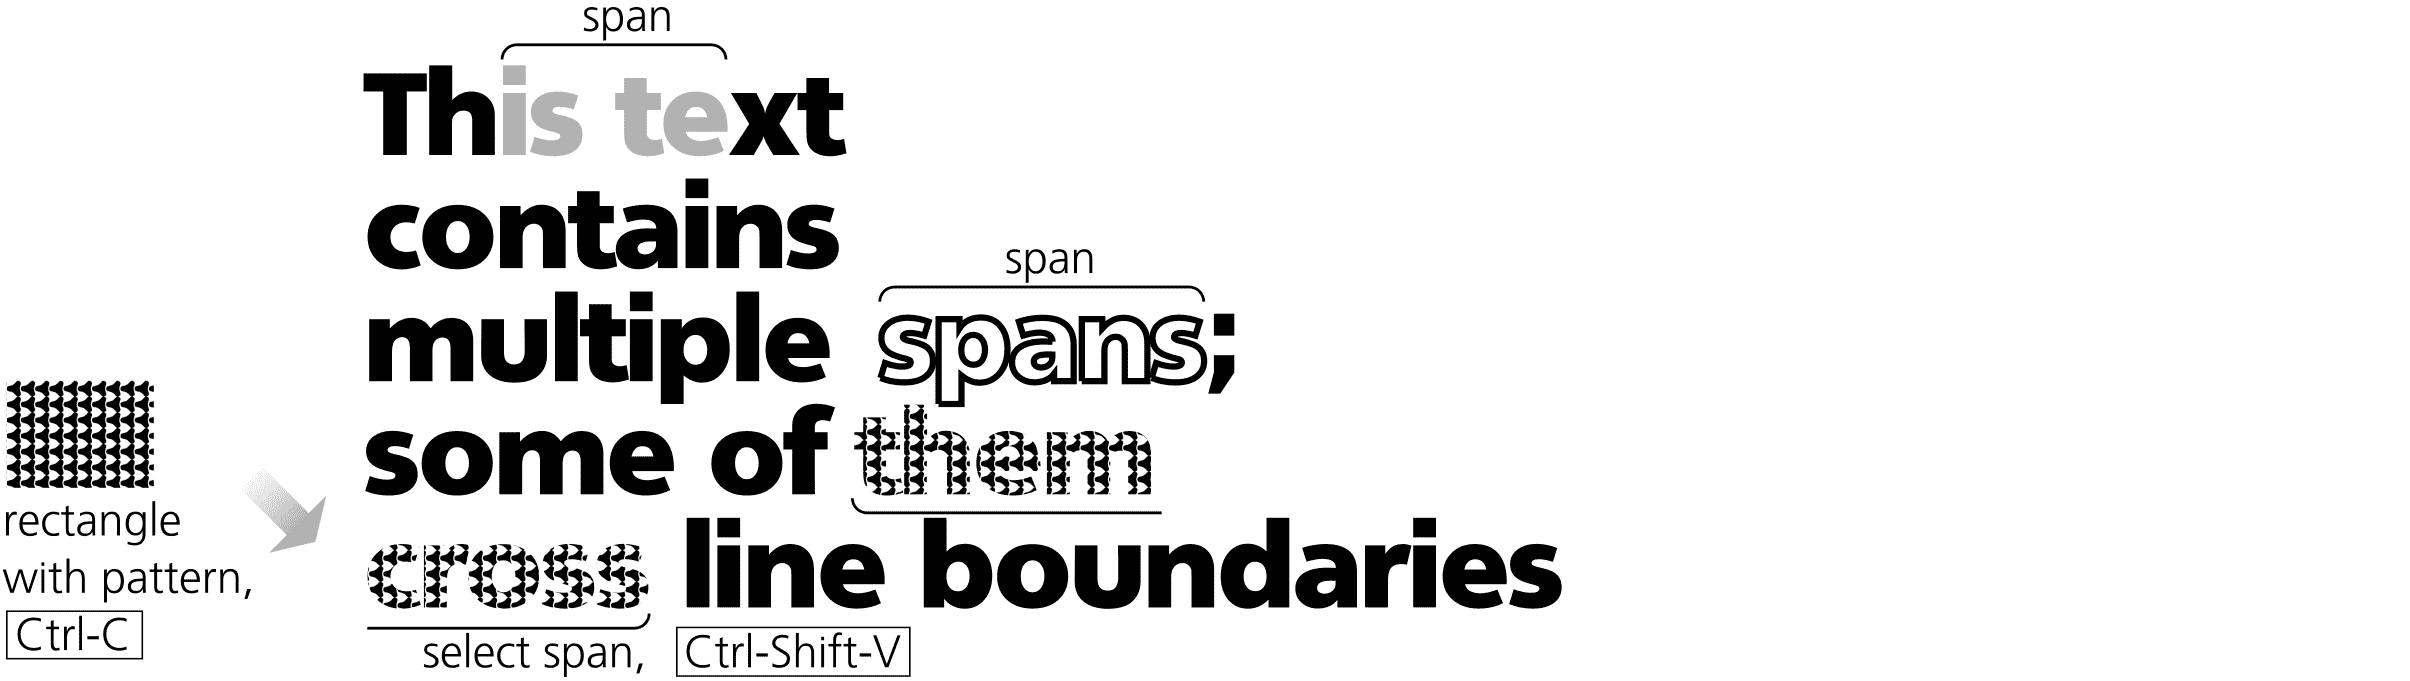 span
This text
contains
span
multiple spans;
some of them
cross line boundaries
rectangle
with pattern,
Ctrl-C
select span, Ctrl-Shift-V